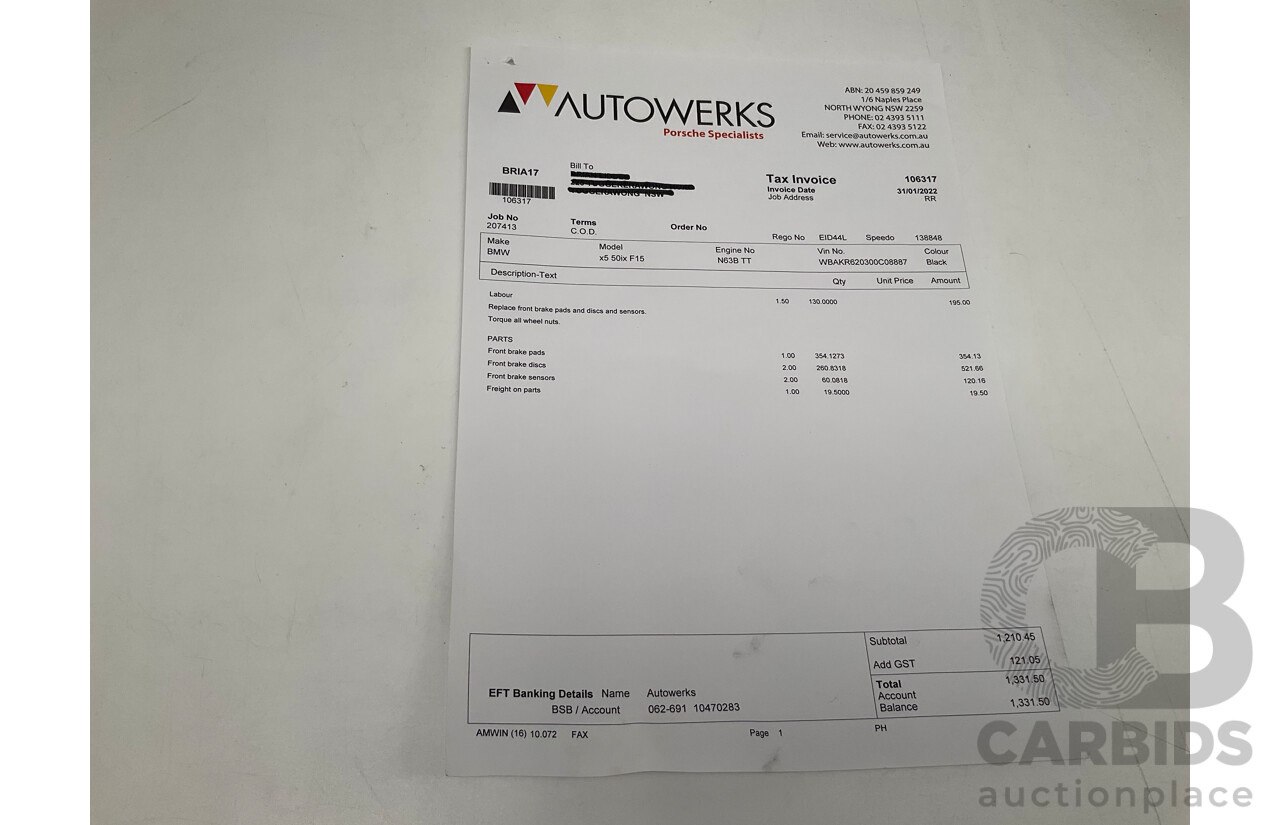 AUTOWERKS
Porsche Specialists
ABN: 20 459 859 249
1/6 Naples Place
NORTH WYONG NSW 2259
PHONE: 02 4393 5111
FAX: 02 4393 5122
Email: service@autowerks.com.au
Web: www.autowerks.com.au
BRIA17 Bill To
106317
Tax Invoice 106317
Invoice Date 31/01/2022
Job Address RR
Job No Terms Order No
207413 C.O.D.
Rego No EID44L Speedo 138848
Make Model Engine No Vin No. Colour
BMW x5 50ix F15 N63B TT WBAKR620300C08887 Black
Description-Text Qty Unit Price Amount
Labour 1.50 130.0000 195.00
Replace front brake pads and discs and sensors.
Torque all wheel nuts.
PARTS
Front brake pads 1.00 354.1273 354.13
Front brake discs 2.00 260.8318 521.66
Front brake sensors 2.00 60.0818 120.16
Freight on parts 1.00 19.5000 19.50
Subtotal 1,210.45
Add GST 121.05
Total 1,331.50
Account
Balance 1,331.50
EFT Banking Details Name Autowerks
BSB / Account 062-691 10470283
AMWIN (16) 10.072 FAX Page 1 PH
CB
CARBIDS
auctionplace